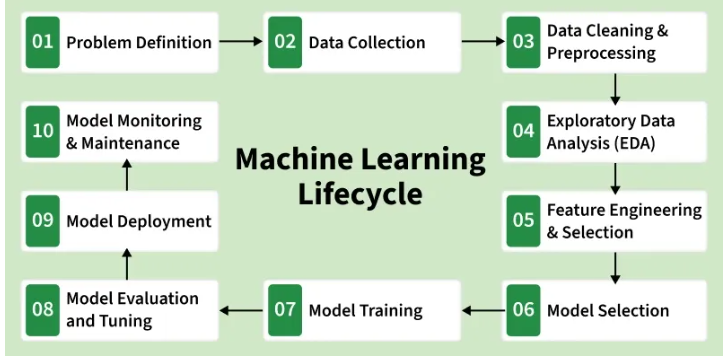 01
Problem Definition
02
Data Collection
03
Data Cleaning &
Preprocessing
04
Exploratory Data
Analysis (EDA)
05
Feature Engineering
& Selection
06
Model Selection
07
Model Training
08
Model Evaluation
and Tuning
09
Model Deployment
10
Model Monitoring
& Maintenance
Machine Learning
Lifecycle